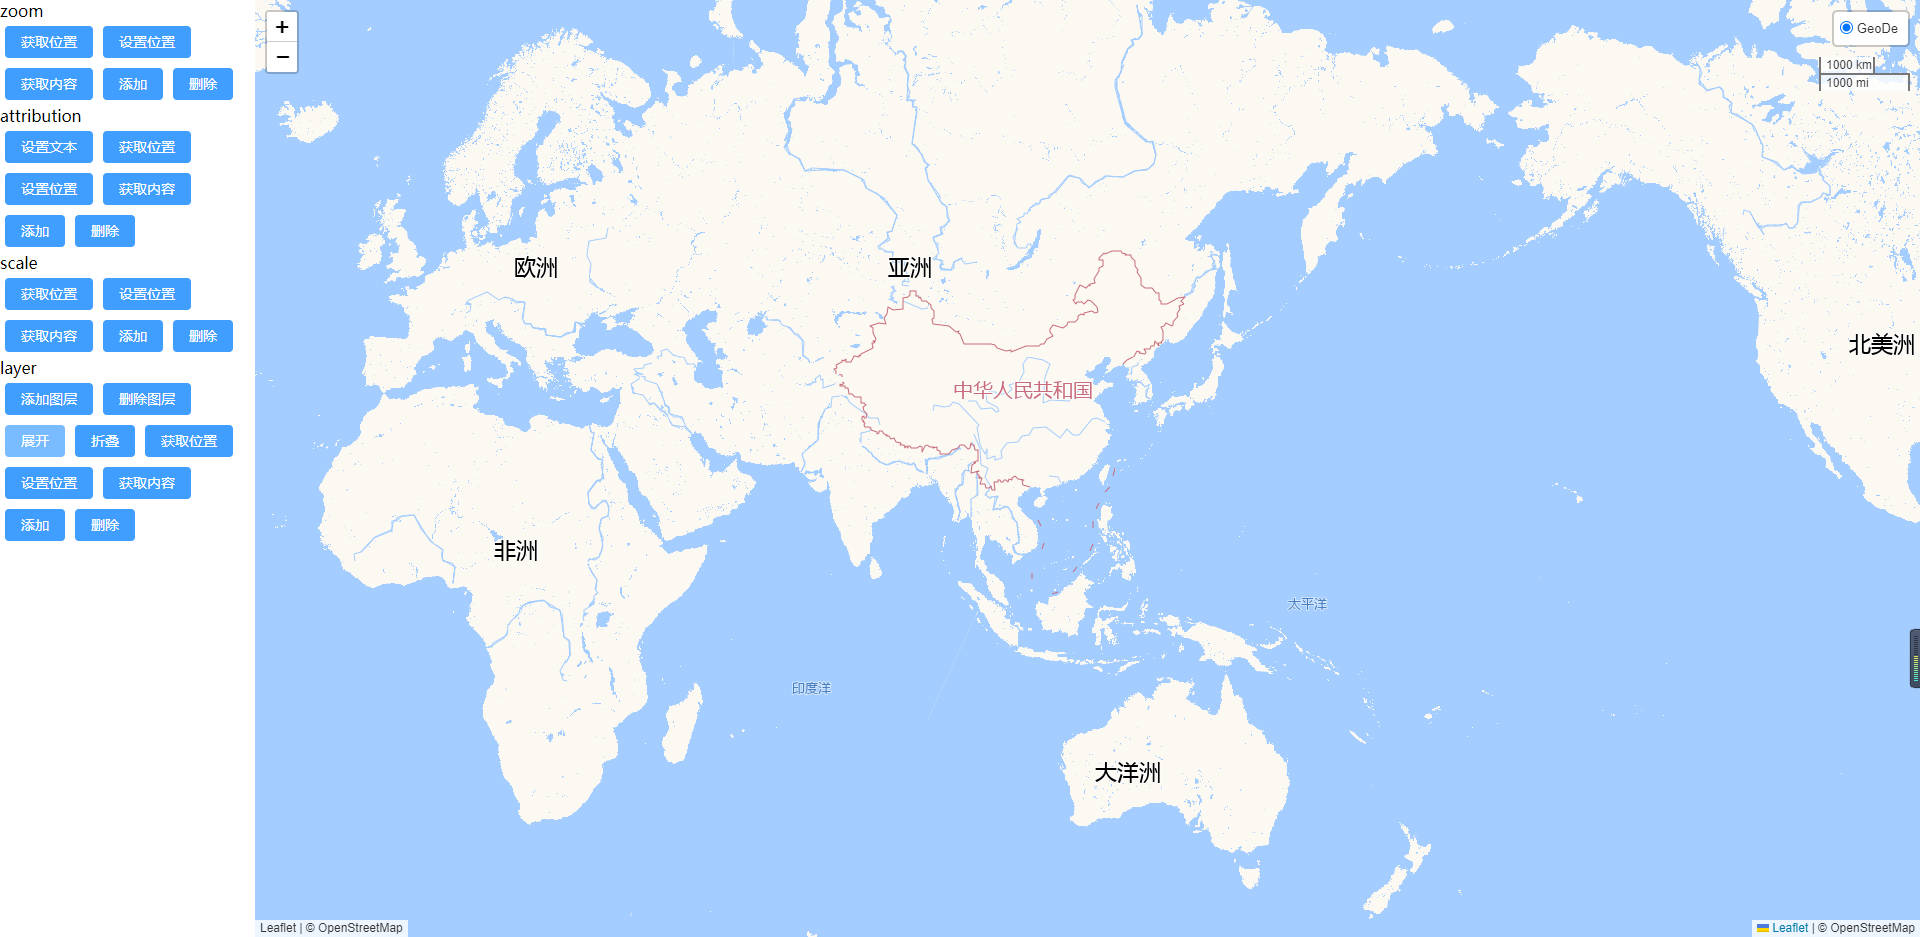 zoom
获取位置 设置位置
获取内容 添加 删除
attribution
设置文本 获取位置
设置位置 获取内容
添加 删除
scale
获取位置 设置位置
获取内容 添加 删除
layer
添加图层 删除图层
展开 折叠 获取位置
设置位置 获取内容
添加 删除
+
−
GeoDe
1000 km
1000 mi
欧洲
亚洲
北美洲
中华人民共和国
非洲
太平洋
印度洋
大洋洲
Leaflet | © OpenStreetMap
Leaflet | © OpenStreetMap